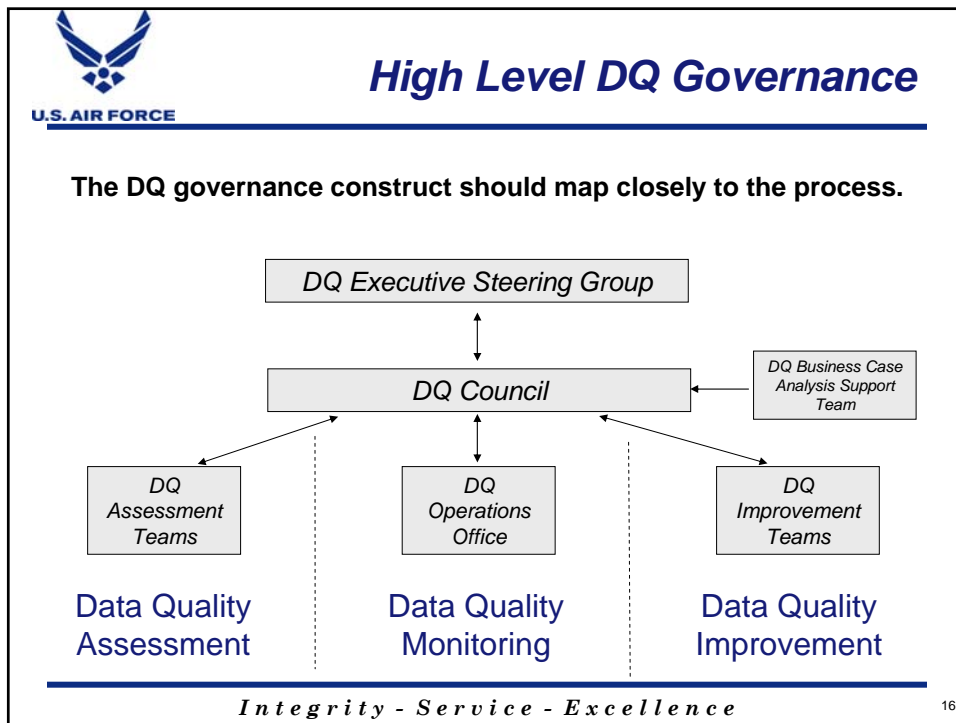 U.S. AIR FORCE
High Level DQ Governance
The DQ governance construct should map closely to the process.
DQ Executive Steering Group
DQ Council
DQ Business Case
Analysis Support
Team
DQ
Assessment
Teams
DQ
Operations
Office
DQ
Improvement
Teams
Data Quality
Assessment
Data Quality
Monitoring
Data Quality
Improvement
Integrity - Service - Excellence
16